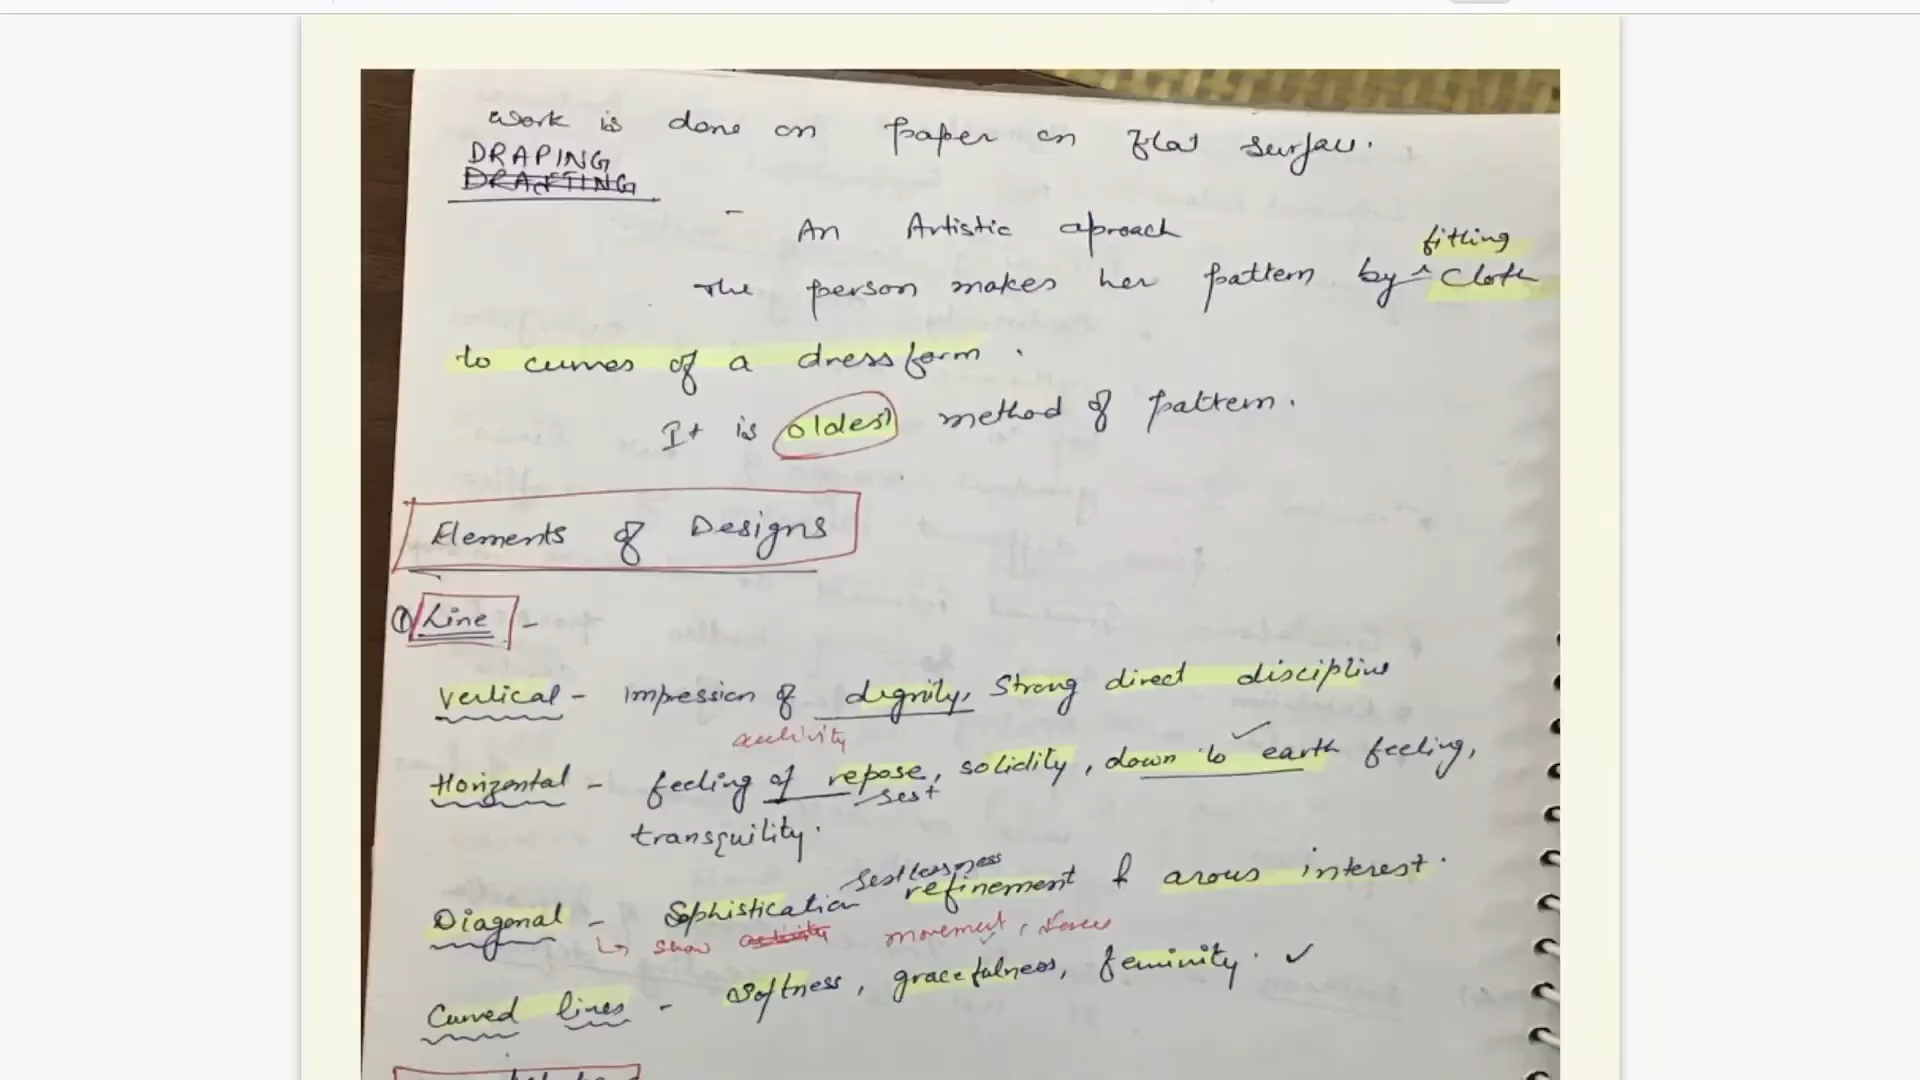 work is done on paper on flat surface.
DRAPING
DRAFTING
- An Artistic aproach
fitting
The person makes her pattern by ^ cloth
to curves of a dress form.
It is oldest method of pattern.
Elements of Designs
① Line -
Vertical - impression of dignity, Strong direct discipline
activity
Horizontal - feeling of repose, solidity, down to earth feeling,
rest
tranquility.
restlessness
Diagonal - Sophistication refinement & arous interest.
↳ show activity movement, force
Curved lines - Softness, gracefulness, feminity. ✓